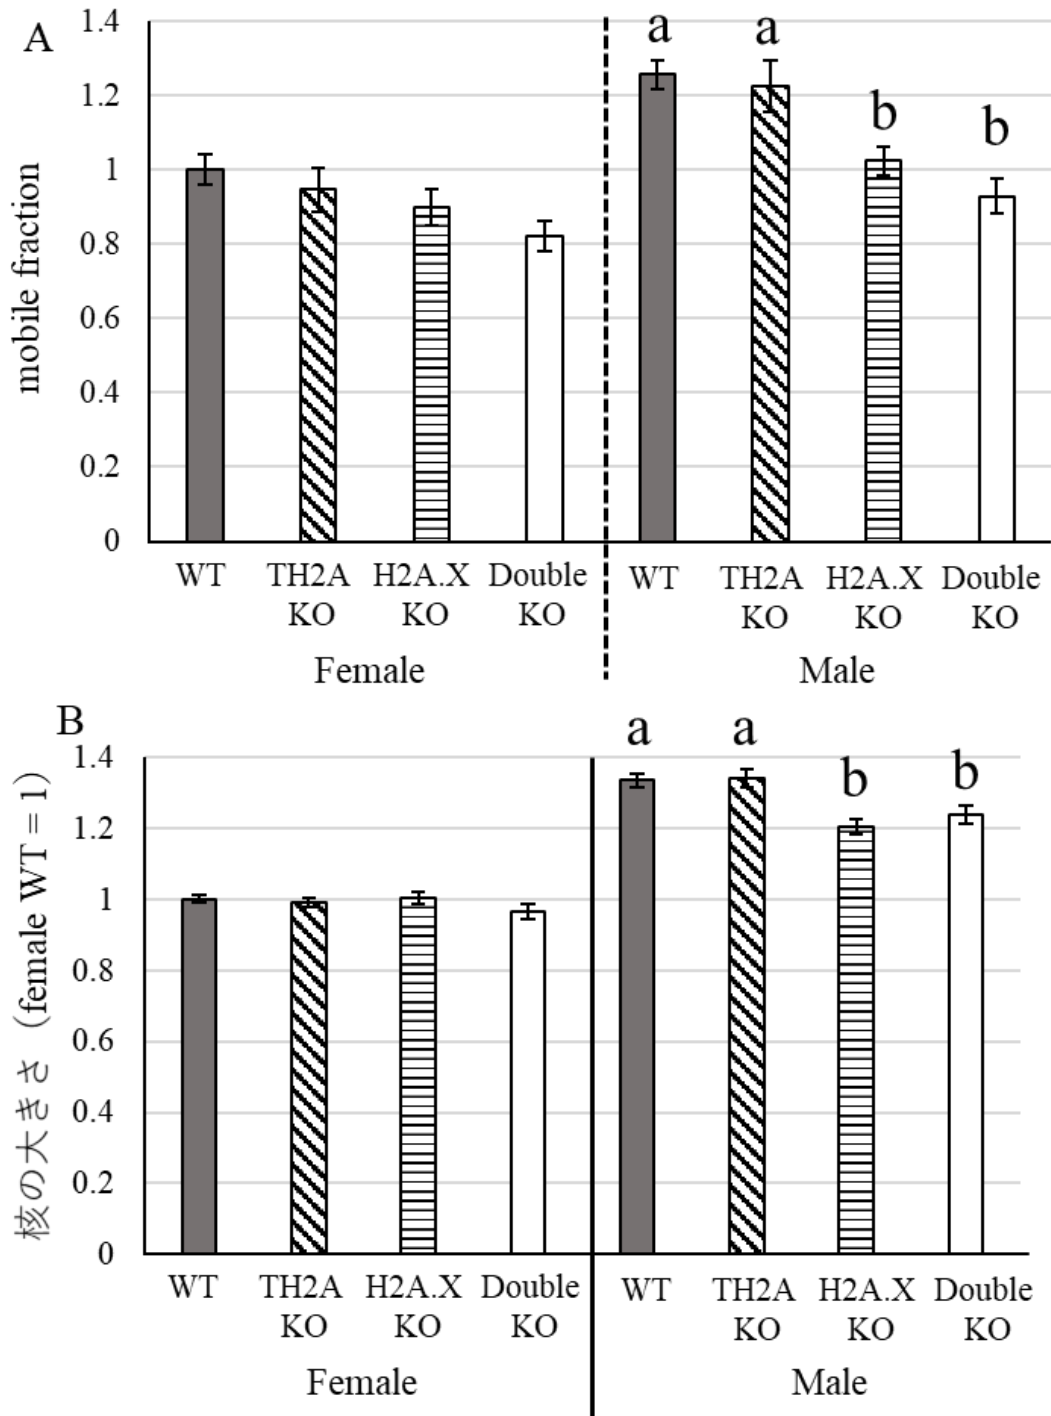 A
mobile fraction
1.4
1.2
1
0.8
0.6
0.4
0.2
0
a
a
b
b
WT
TH2A
KO
H2A.X
KO
Double
KO
WT
TH2A
KO
H2A.X
KO
Double
KO
Female
Male
B
核の大きさ（female WT = 1）
1.4
1.2
1
0.8
0.6
0.4
0.2
0
a
a
b
b
WT
TH2A
KO
H2A.X
KO
Double
KO
WT
TH2A
KO
H2A.X
KO
Double
KO
Female
Male